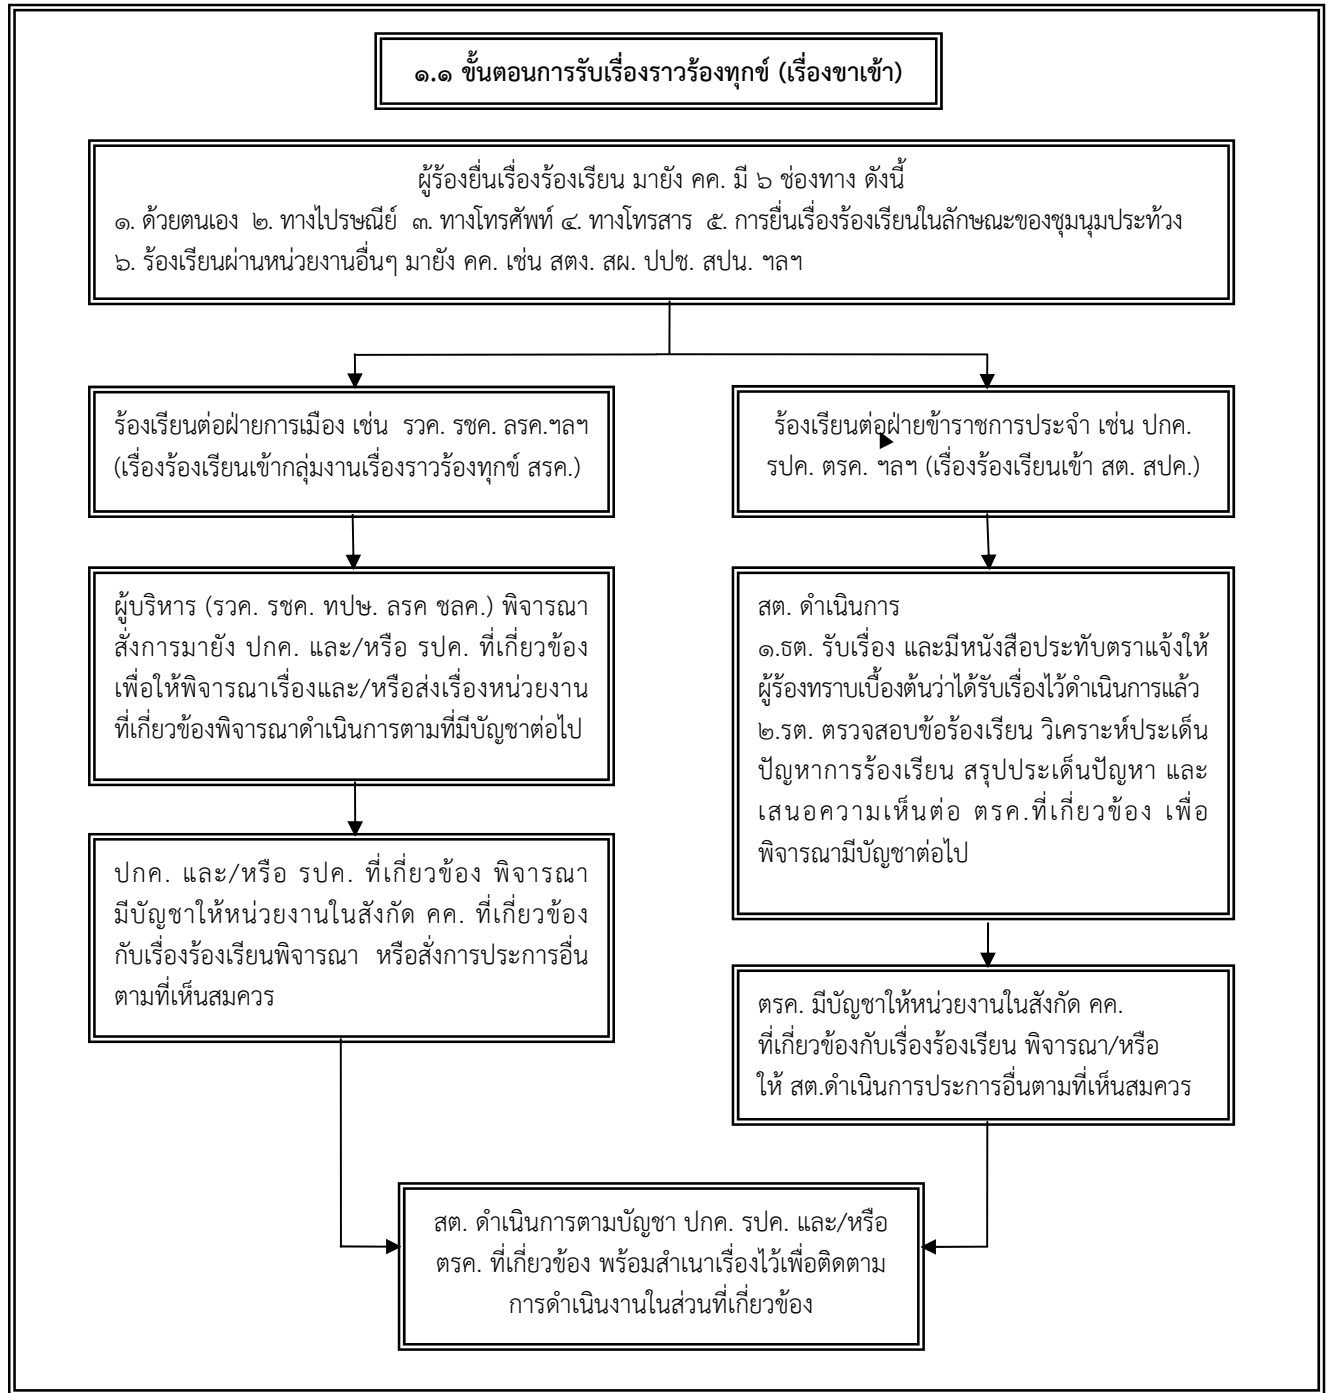 ๑.๑ ขั้นตอนการรับเรื่องราวร้องทุกข์ (เรื่องขาเข้า)
ผู้ร้องยื่นเรื่องร้องเรียน มายัง คค. มี ๖ ช่องทาง ดังนี้
๑. ด้วยตนเอง ๒. ทางไปรษณีย์ ๓. ทางโทรศัพท์ ๔. ทางโทรสาร ๕. การยื่นเรื่องร้องเรียนในลักษณะของชุมนุมประท้วง
๖. ร้องเรียนผ่านหน่วยงานอื่นๆ มายัง คค. เช่น สตง. สผ. ปปช. สปน. ฯลฯ
ร้องเรียนต่อฝ่ายการเมือง เช่น รวค. รชค. ลรค.ฯลฯ
(เรื่องร้องเรียนเข้ากลุ่มงานเรื่องราวร้องทุกข์ สรค.)
ผู้บริหาร (รวค. รชค. ทปษ. ลรค ชลค.) พิจารณา
สั่งการมายัง ปกค. และ/หรือ รปค. ที่เกี่ยวข้อง
เพื่อให้พิจารณาเรื่องและ/หรือส่งเรื่องหน่วยงาน
ที่เกี่ยวข้องพิจารณาดำเนินการตามที่มีบัญชาต่อไป
ปกค. และ/หรือ รปค. ที่เกี่ยวข้อง พิจารณา
มีบัญชาให้หน่วยงานในสังกัด คค. ที่เกี่ยวข้อง
กับเรื่องร้องเรียนพิจารณา หรือสั่งการประการอื่น
ตามที่เห็นสมควร
ร้องเรียนต่อฝ่ายข้าราชการประจำ เช่น ปกค.
รปค. ตรค. ฯลฯ (เรื่องร้องเรียนเข้า สต. สปค.)
สต. ดำเนินการ
๑.ธต. รับเรื่อง และมีหนังสือประทับตราแจ้งให้
ผู้ร้องทราบเบื้องต้นว่าได้รับเรื่องไว้ดำเนินการแล้ว
๒.รต. ตรวจสอบข้อร้องเรียน วิเคราะห์ประเด็น
ปัญหาการร้องเรียน สรุปประเด็นปัญหา และ
เสนอความเห็นต่อ ตรค.ที่เกี่ยวข้อง เพื่อ
พิจารณามีบัญชาต่อไป
ตรค. มีบัญชาให้หน่วยงานในสังกัด คค.
ที่เกี่ยวข้องกับเรื่องร้องเรียน พิจารณา/หรือ
ให้ สต.ดำเนินการประการอื่นตามที่เห็นสมควร
สต. ดำเนินการตามบัญชา ปกค. รปค. และ/หรือ
ตรค. ที่เกี่ยวข้อง พร้อมสำเนาเรื่องไว้เพื่อติดตาม
การดำเนินงานในส่วนที่เกี่ยวข้อง